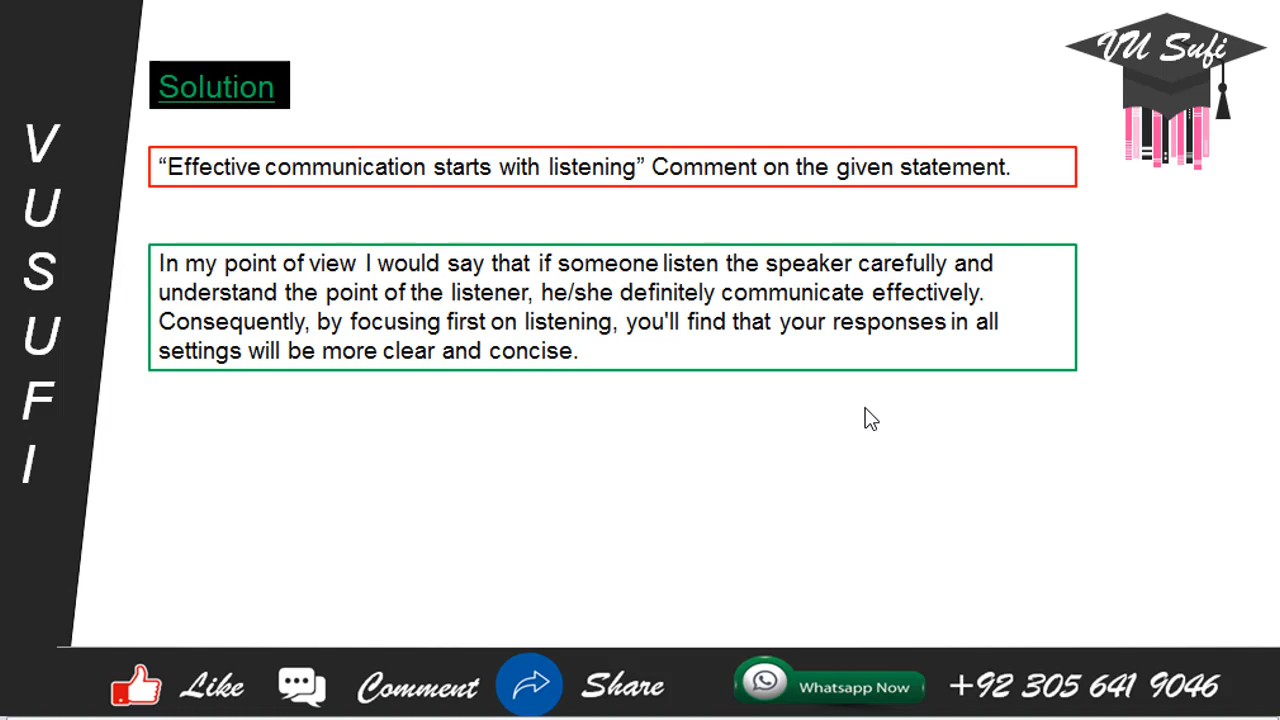 VU Sufi
Solution
“Effective communication starts with listening” Comment on the given statement.
In my point of view I would say that if someone listen the speaker carefully and
understand the point of the listener, he/she definitely communicate effectively.
Consequently, by focusing first on listening, you'll find that your responses in all
settings will be more clear and concise.
V
U
S
U
F
I
Like
Comment
Share
Whatsapp Now
+92 305 641 9046